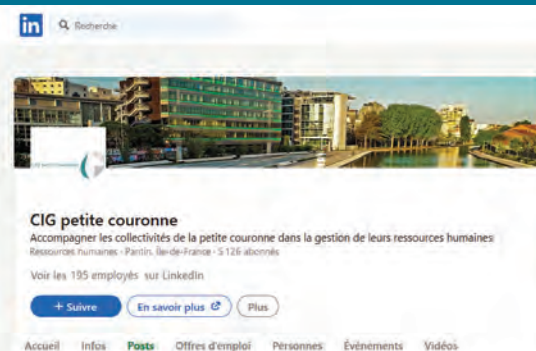 in Recherche
CIG petite couronne
Accompagner les collectivités de la petite couronne dans la gestion de leurs ressources humaines
Ressources humaines · Pantin, Île-de-France · 5 126 abonnés
Voir les 195 employés sur LinkedIn
+ Suivre En savoir plus Plus
Accueil Infos Posts Offres d'emploi Personnes Événements Vidéos